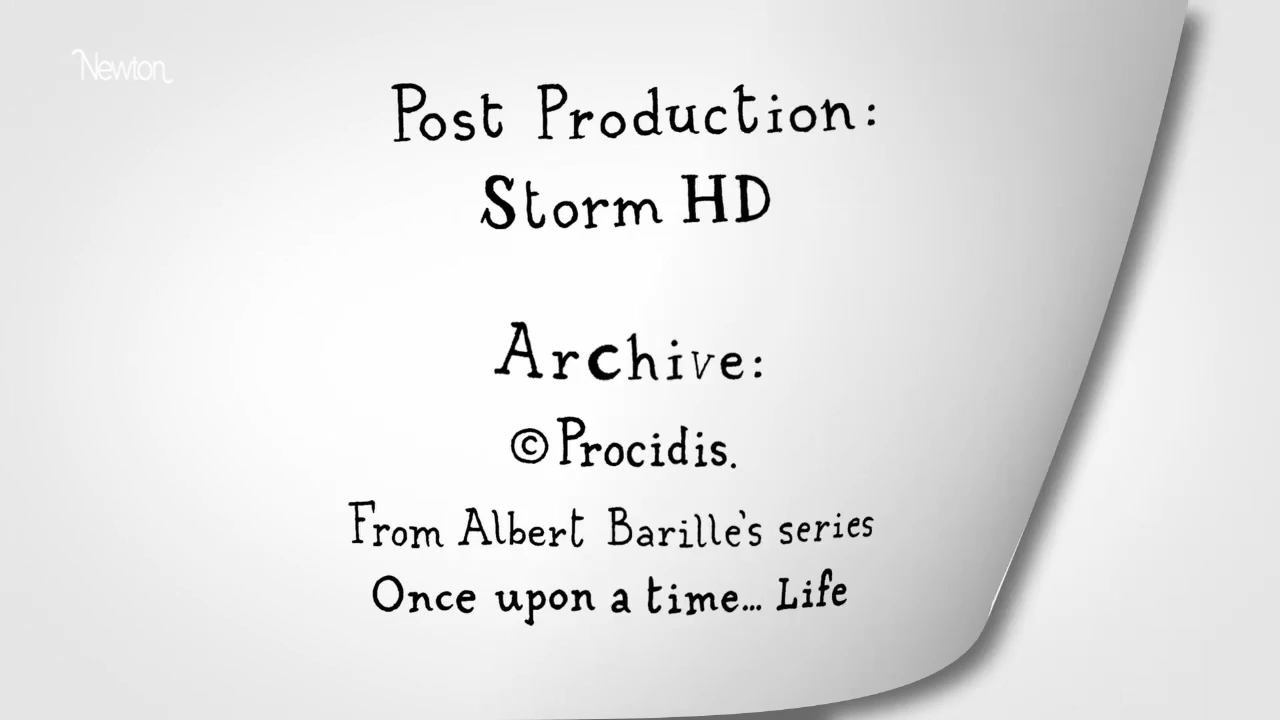 Newton
Post Production:
Storm HD
Archive:
©Procidis.
From Albert Barille's series
Once upon a time... Life